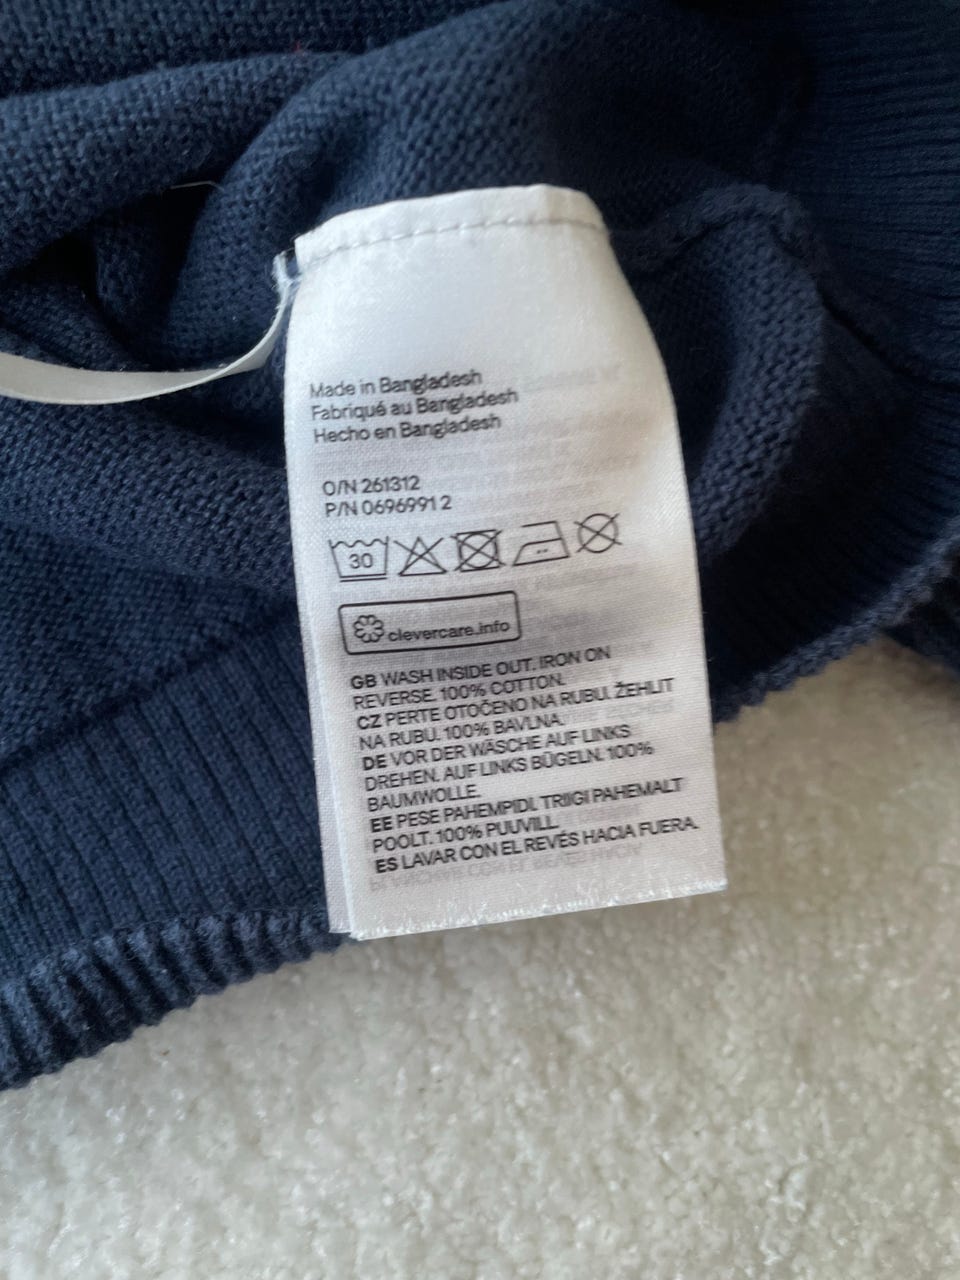 Made in Bangladesh
Fabriqué au Bangladesh
Hecho en Bangladesh
O/N 261312
P/N 0696991 2
30
clevercare.info
GB WASH INSIDE OUT. IRON ON
REVERSE. 100% COTTON.
CZ PERTE OTOČENO NA RUBU. ŽEHLIT
NA RUBU. 100% BAVLNA.
DE VOR DER WÄSCHE AUF LINKS
DREHEN. AUF LINKS BÜGELN. 100%
BAUMWOLLE.
EE PESE PAHEMPIDI. TRIIGI PAHEMALT
POOLT. 100% PUUVILL.
ES LAVAR CON EL REVÉS HACIA FUERA.